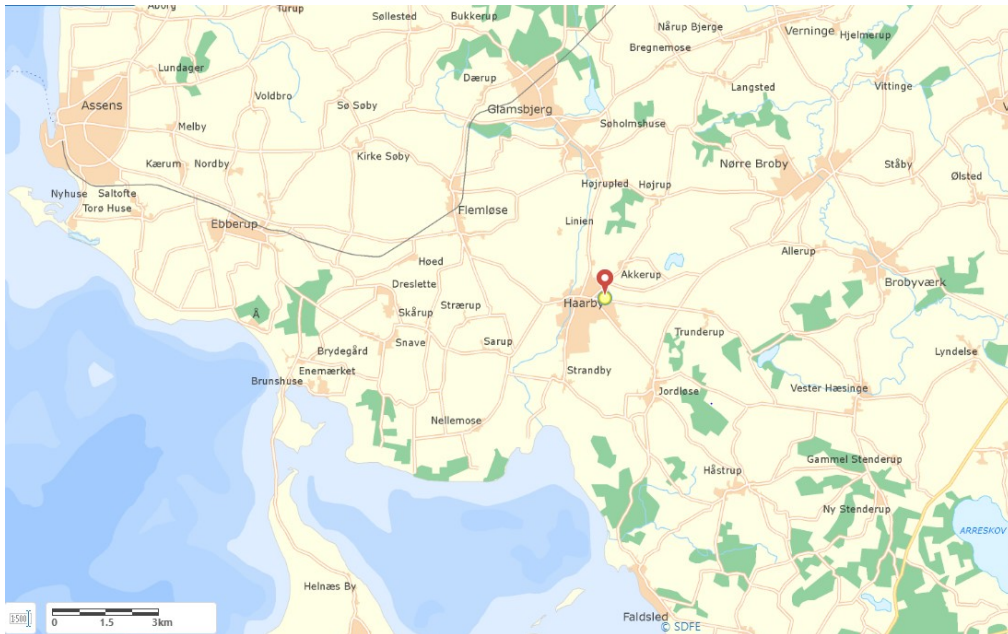 Aborg
Turup
Søllested
Bukkerup
Nårup Bjerge
Verninge
Hjelmerup
Bregnemose
Lundager
Dærup
Langsted
Vittinge
Assens
Voldbro
Sø Søby
Glamsbjerg
Melby
Søholmshuse
Kirke Søby
Kærum
Nordby
Nørre Broby
Ståby
Ølsted
Højrupled
Højrup
Nyhuse
Saltofte
Torø Huse
Flemløse
Linien
Ebberup
Allerup
Høed
Akkerup
Brobyværk
Dreslette
Haarby
Strærup
Å
Skårup
Trunderup
Snave
Sarup
Brydegård
Lyndelse
Enemærket
Strandby
Brunshuse
Jordløse
Vester Hæsinge
Nellemose
Gammel Stenderup
Håstrup
Ny Stenderup
ARRESKOV
Helnæs By
Faldsled
© SDFE
0 1.5 3km